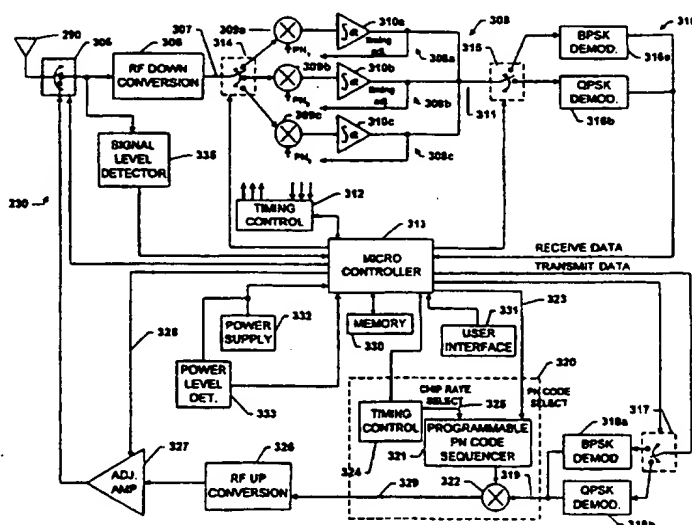 290
305
306
RF DOWN
CONVERSION
307
314
309a
PN₁
310a
timing
adj.
308
308a
309b
PN₂
310b
timing
adj.
308b
309c
PN₃
310c
308c
315
311
BPSK
DEMOD.
316a
QPSK
DEMOD.
316b
SIGNAL
LEVEL
DETECTOR
335
230
TIMING
CONTROL
312
313
MICRO
CONTROLLER
RECEIVE DATA
TRANSMIT DATA
328
POWER
SUPPLY
332
MEMORY
330
USER
INTERFACE
331
323
POWER
LEVEL
DET.
333
320
CHIP RATE
SELECT
PN CODE
SELECT
317
TIMING
CONTROL
325
324
321
PROGRAMMABLE
PN CODE
SEQUENCER
318a
BPSK
DEMOD
ADJ.
AMP
327
RF UP
CONVERSION
326
329
322
319
QPSK
DEMOD.
318b